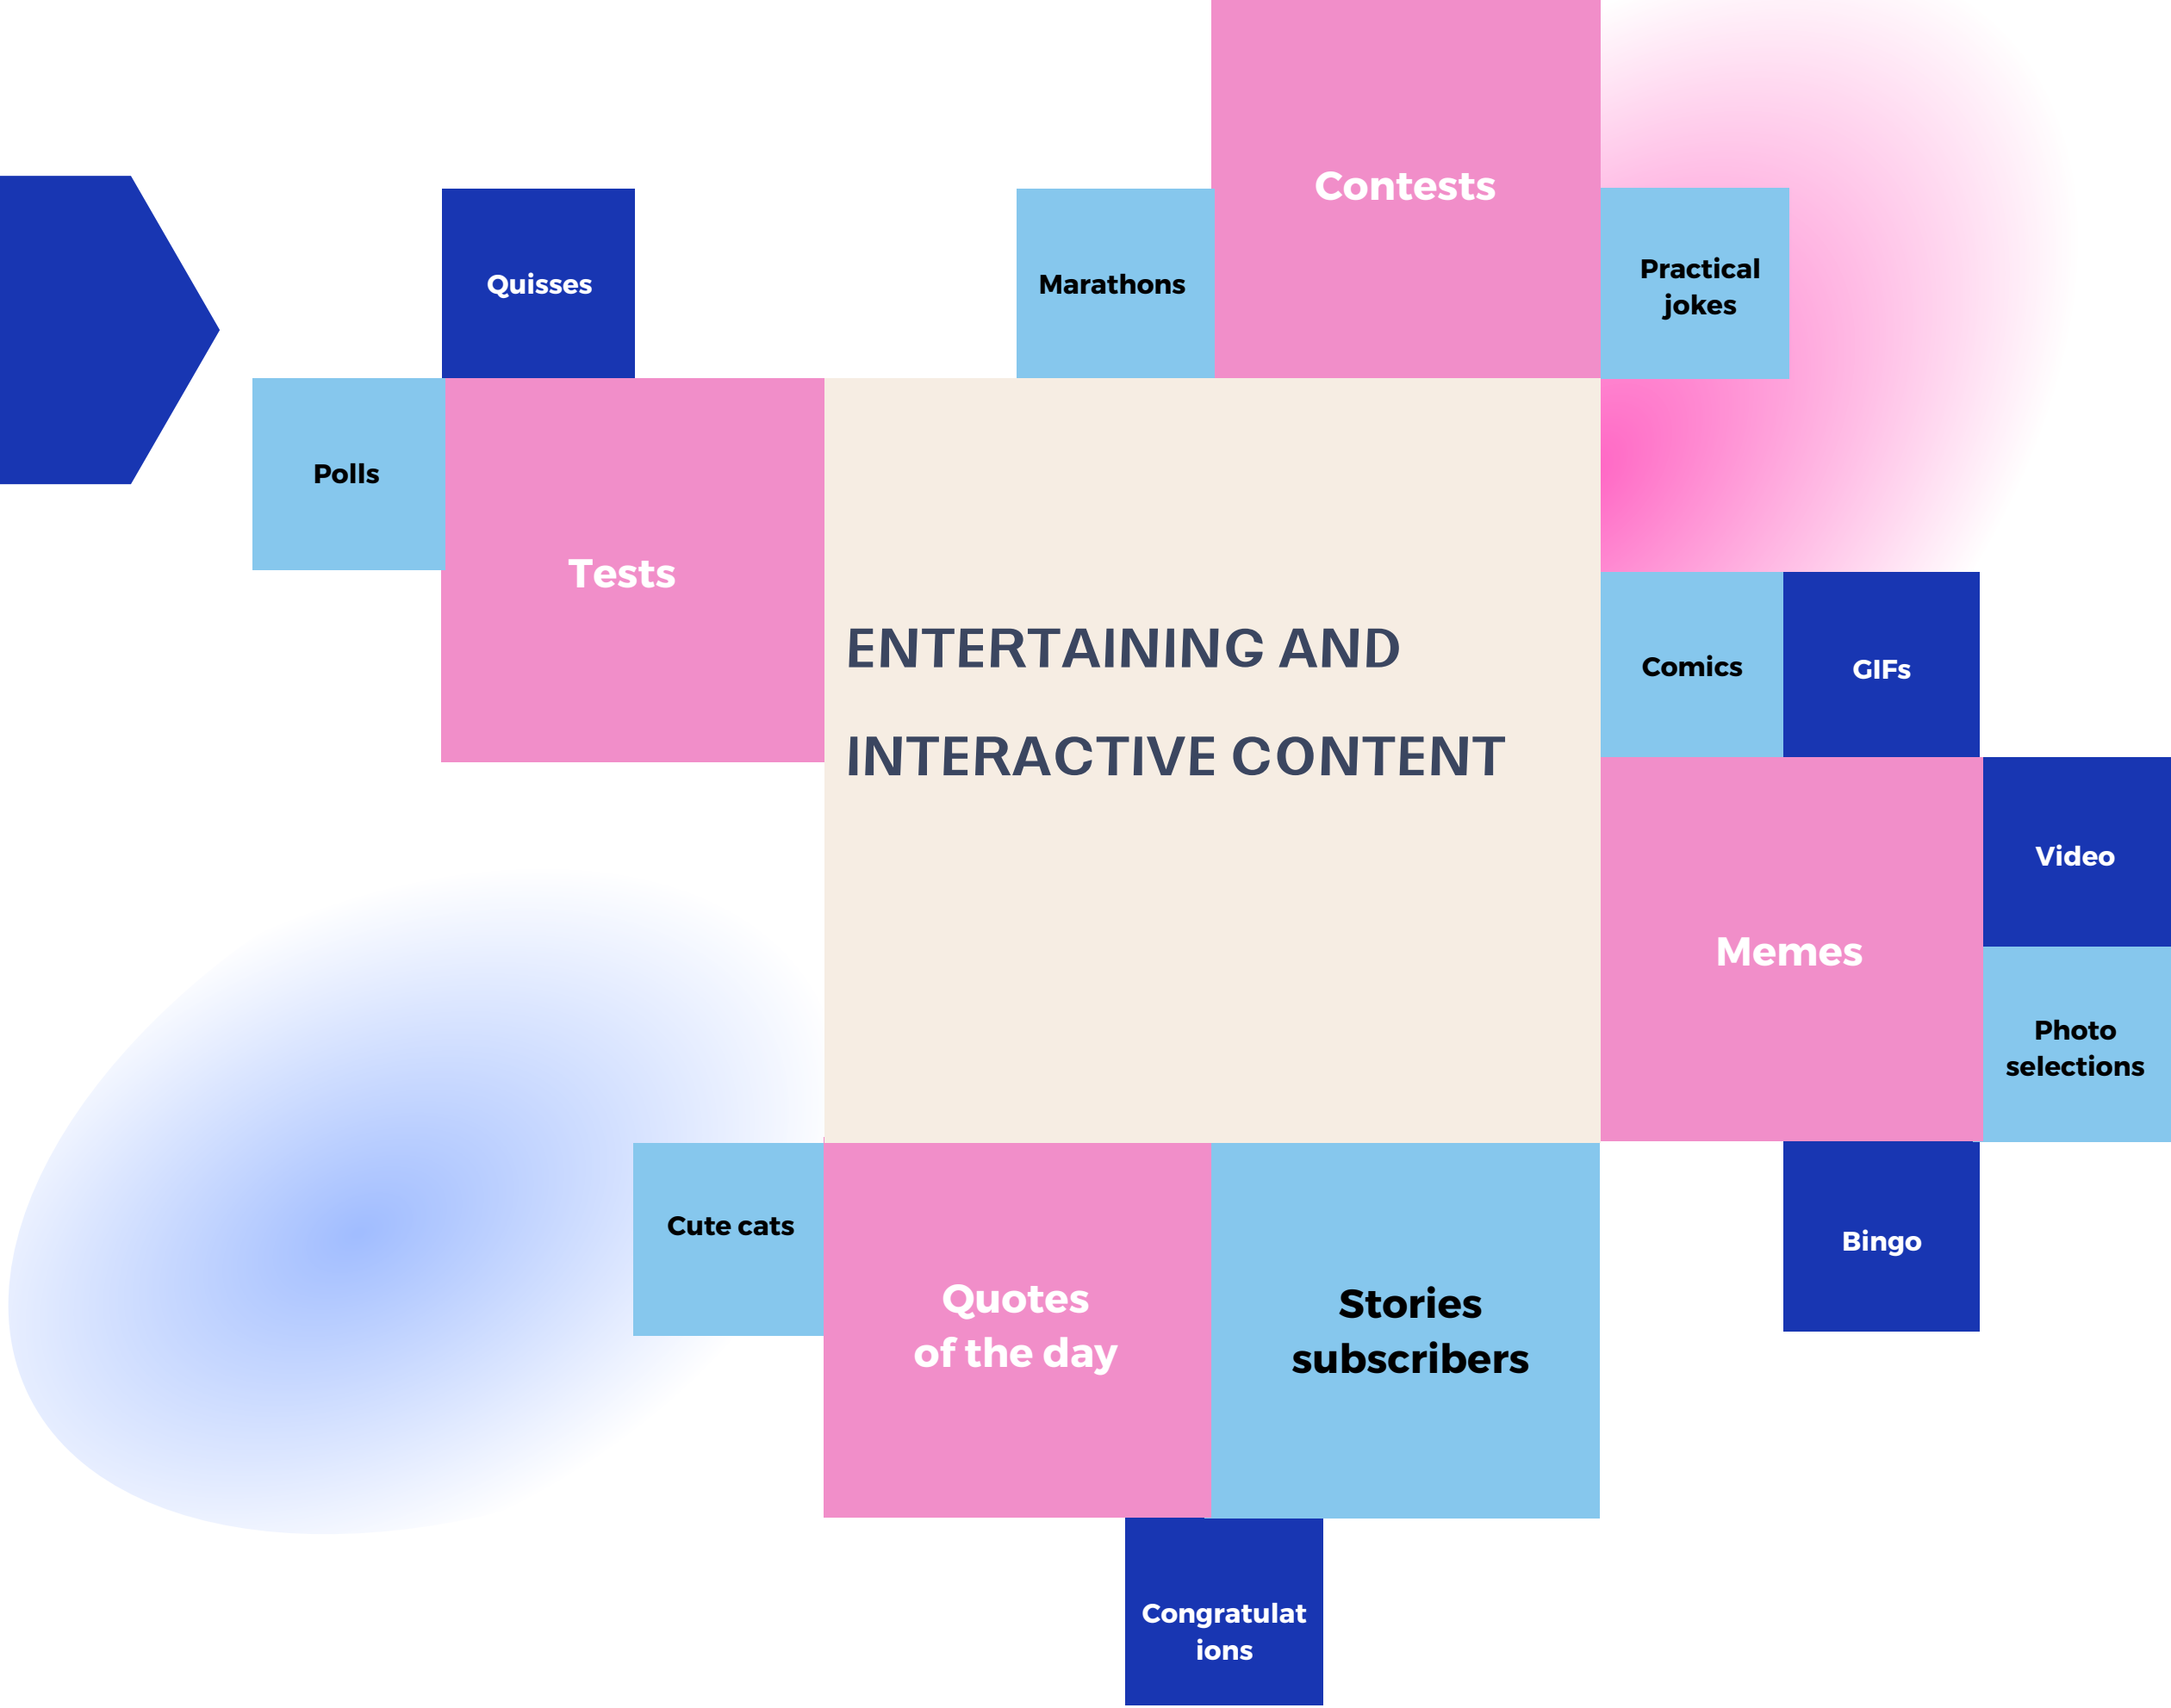 Contests
Quisses
Marathons
Practical
jokes
Polls
Tests
ENTERTAINING AND
INTERACTIVE CONTENT
Comics
GIFs
Video
Memes
Photo
selections
Cute cats
Quotes
of the day
Stories
subscribers
Bingo
Congratulat
ions